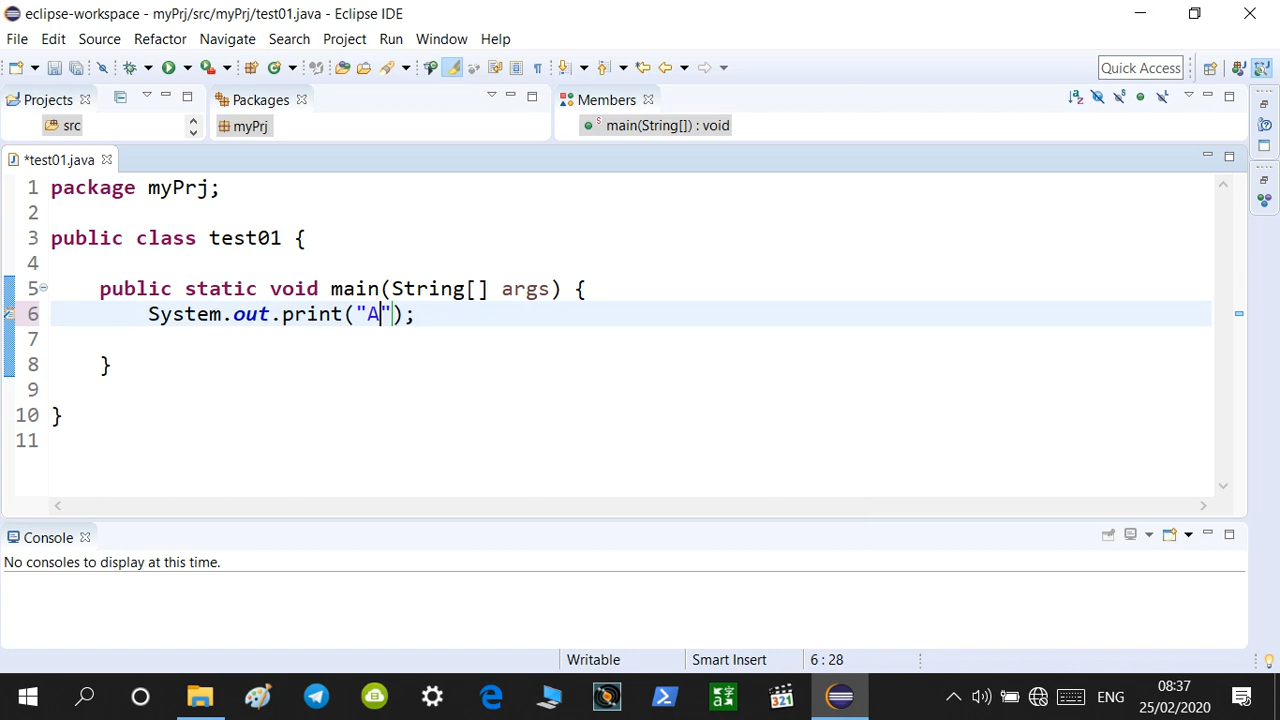 eclipse-workspace - myPrj/src/myPrj/test01.java - Eclipse IDE
File Edit Source Refactor Navigate Search Project Run Window Help
Quick Access
Projects Packages Members
src myPrj main(String[]) : void
*test01.java
1 package myPrj;
2
3 public class test01 {
4
5 public static void main(String[] args) {
6 System.out.print("A");
7
8 }
9
10 }
11
Console
No consoles to display at this time.
Writable Smart Insert 6 : 28
321 ENG 08:37
25/02/2020